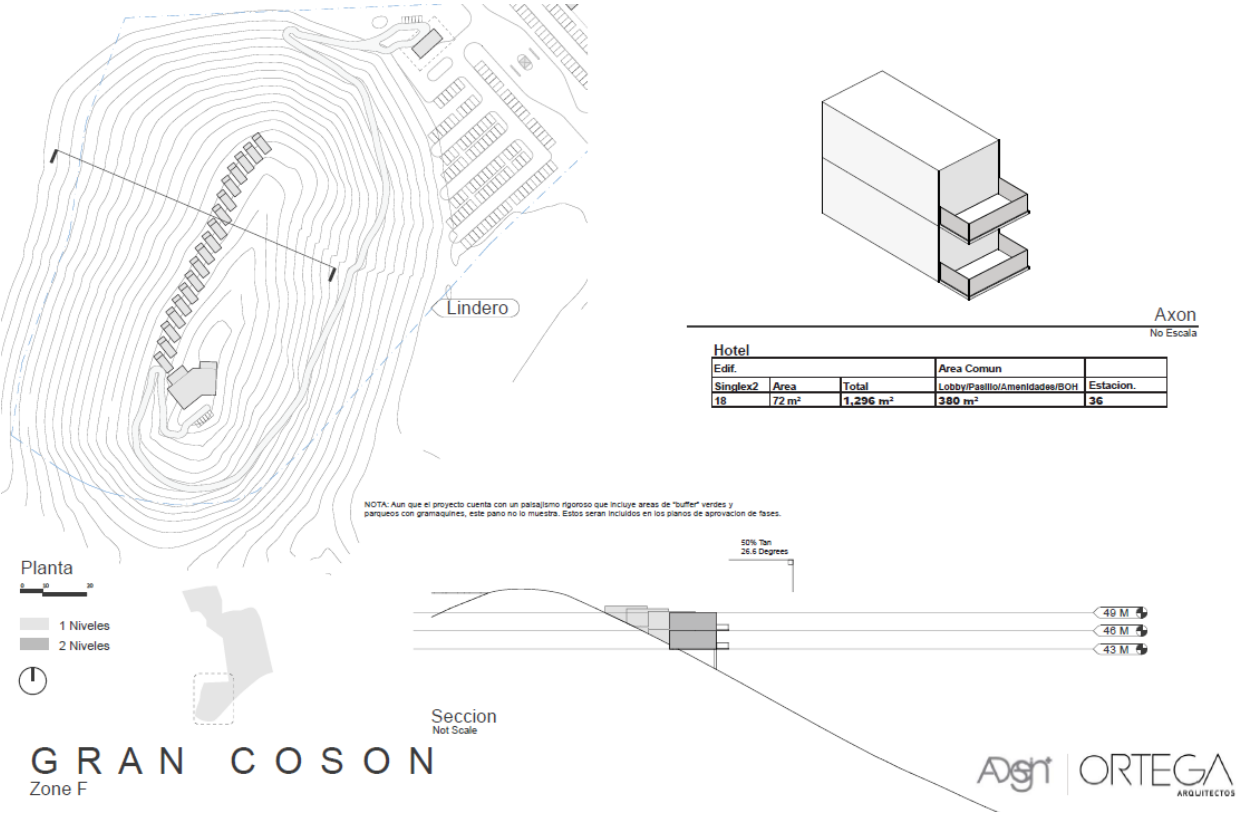 Lindero
Axon
No Escala
Hotel
Edif. Area Comun
Singlex2 Area Total Lobby/Pasillo/Amenidades/BOH Estacion.
18 72 m² 1,296 m² 380 m² 36
NOTA: Aun que el proyecto cuenta con un paisajismo rigoroso que incluye areas de "buffer" verdes y
parqueos con gramaquines, este pano no lo muestra. Estos seran incluidos en los planos de aprovacion de fases.
50% Tan
26.6 Degrees
Planta
0 10 30
1 Niveles
2 Niveles
49 M
46 M
43 M
Seccion
Not Scale
GRAN COSON
Zone F
ADesign
ORTEGA
ARQUITECTOS